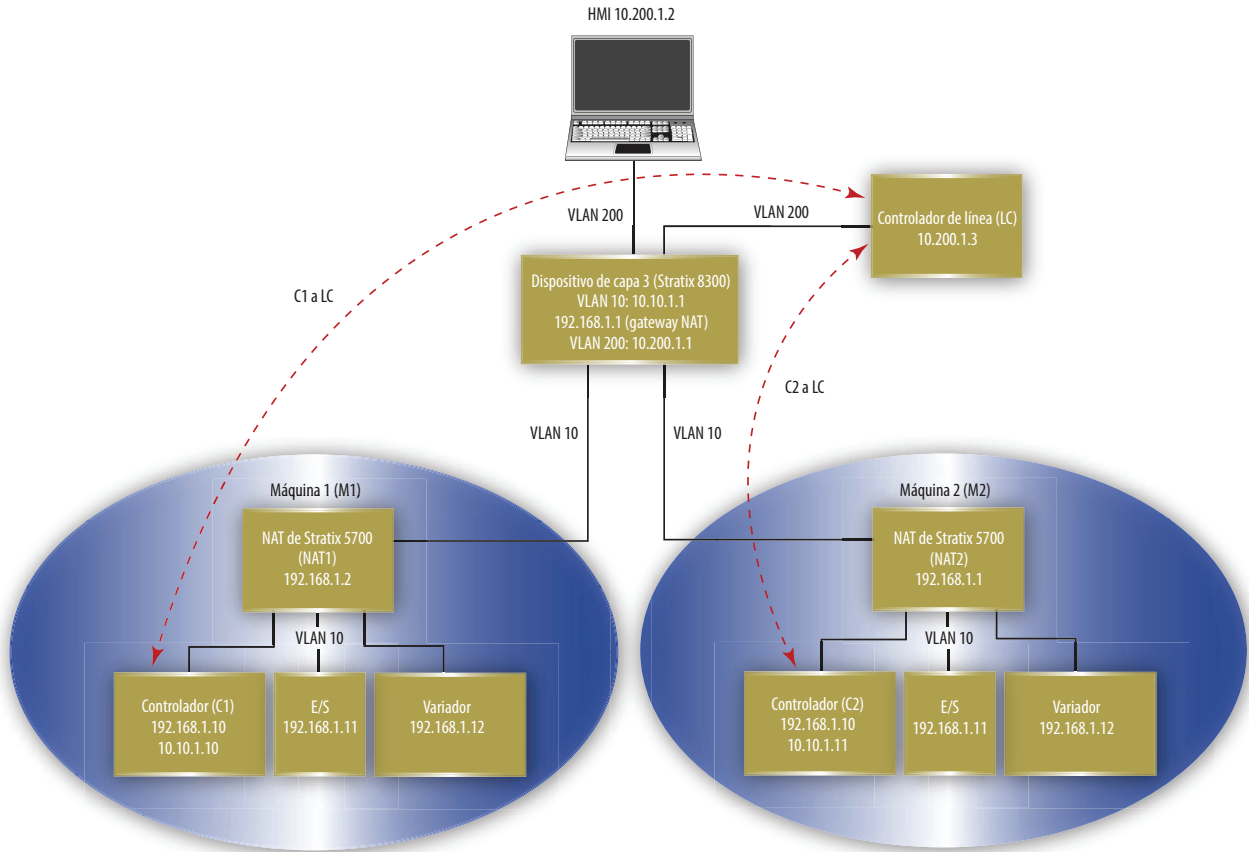 HMI 10.200.1.2
VLAN 200
VLAN 200
Controlador de línea (LC)
10.200.1.3
Dispositivo de capa 3 (Stratix 8300)
VLAN 10: 10.10.1.1
192.168.1.1 (gateway NAT)
VLAN 200: 10.200.1.1
C1 a LC
C2 a LC
VLAN 10
VLAN 10
Máquina 1 (M1)
NAT de Stratix 5700
(NAT1)
192.168.1.2
VLAN 10
Controlador (C1)
192.168.1.10
10.10.1.10
E/S
192.168.1.11
Variador
192.168.1.12
Máquina 2 (M2)
NAT de Stratix 5700
(NAT2)
192.168.1.1
VLAN 10
Controlador (C2)
192.168.1.10
10.10.1.11
E/S
192.168.1.11
Variador
192.168.1.12